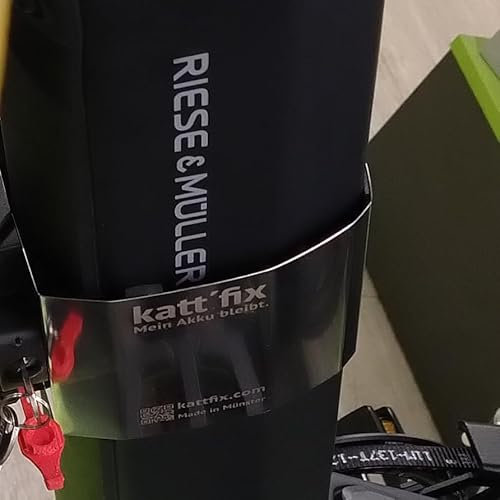 RIESE & MÜLLER
katt´fix
Mein Akku bleibt.
kattfix.com
Made in Münster